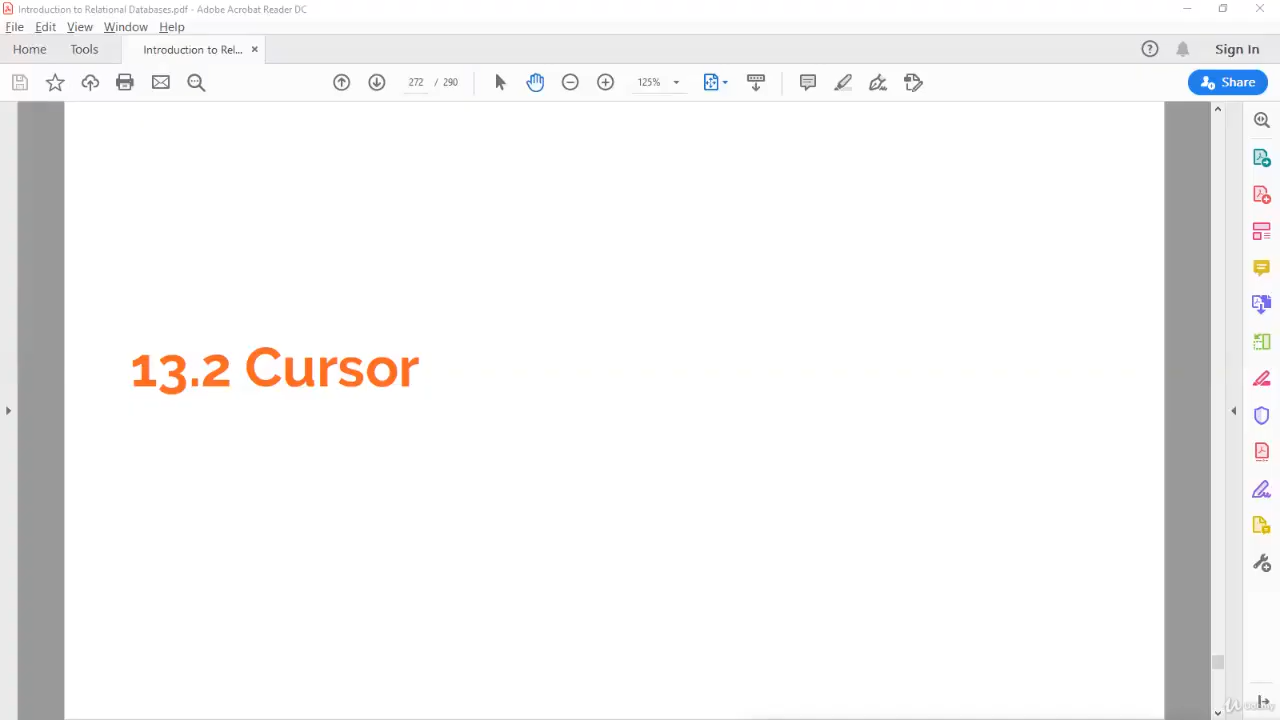 Introduction to Relational Databases.pdf - Adobe Acrobat Reader DC
File Edit View Window Help
Home Tools Introduction to Rel... × Sign In
272 / 290 125% Share
13.2 Cursor
Udemy